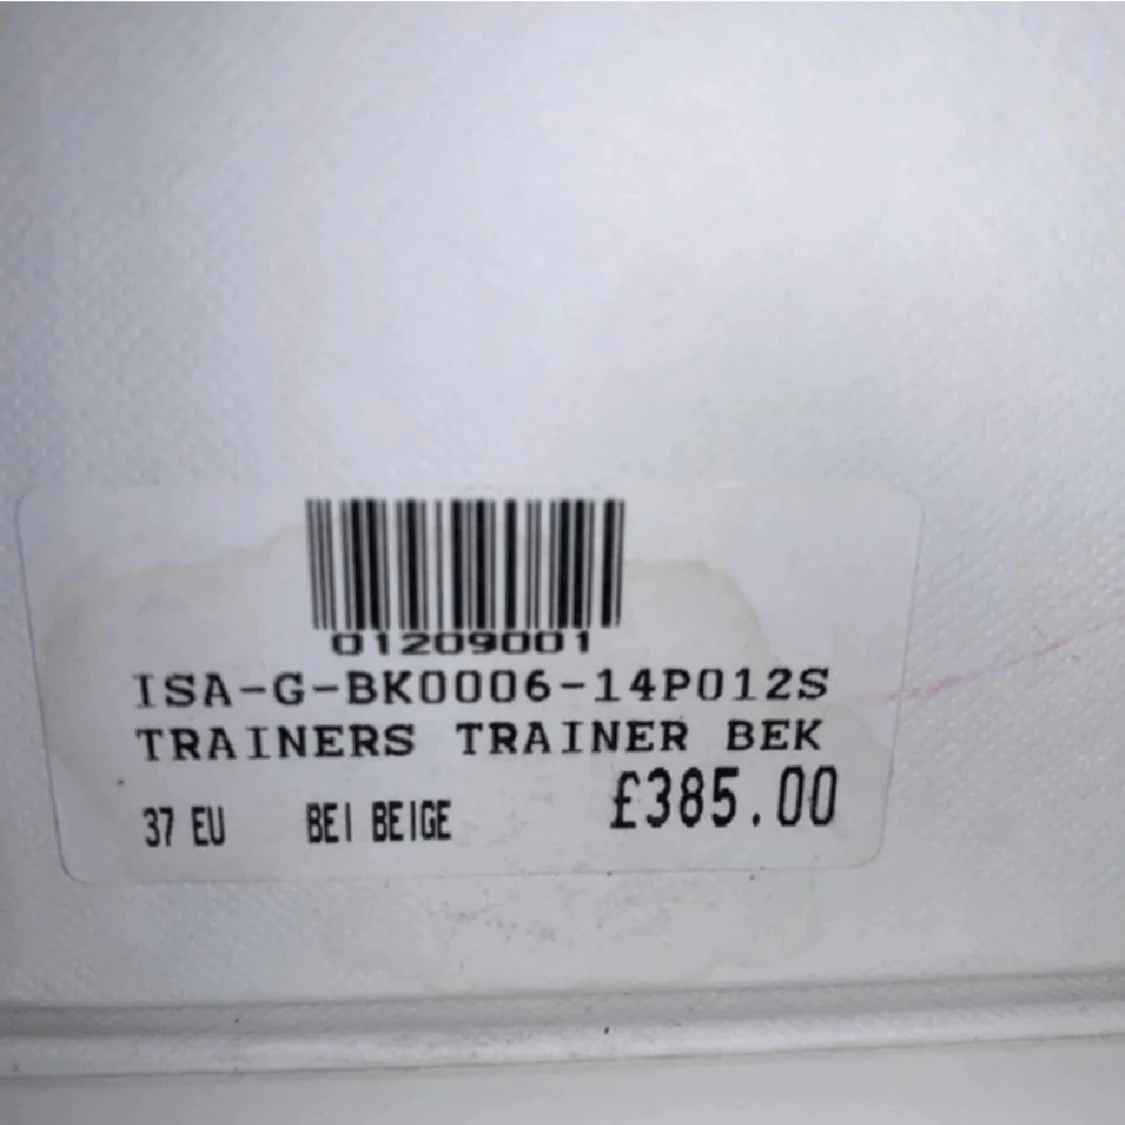 01209001
ISA-G-BK0006-14P012S
TRAINERS TRAINER BEK
37 EU BEI BEIGE £385.00